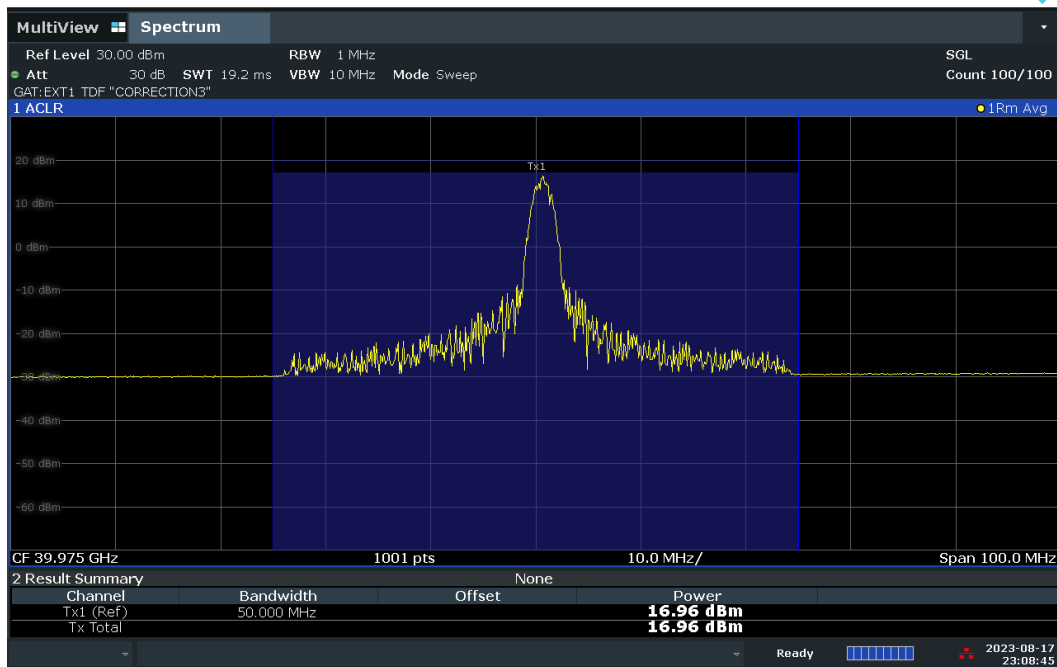 MultiView Spectrum
Ref Level 30.00 dBm RBW 1 MHz SGL
Att 30 dB SWT 19.2 ms VBW 10 MHz Mode Sweep Count 100/100
GAT:EXT1 TDF "CORRECTION3"
1 ACLR 1Rm Avg
20 dBm
Tx1
10 dBm
0 dBm
-10 dBm
-20 dBm
-30 dBm
-40 dBm
-50 dBm
-60 dBm
CF 39.975 GHz 1001 pts 10.0 MHz/ Span 100.0 MHz
2 Result Summary None
Channel Bandwidth Offset Power
Tx1 (Ref) 50.000 MHz 16.96 dBm
Tx Total 16.96 dBm
Ready 2023-08-17
23:08:45